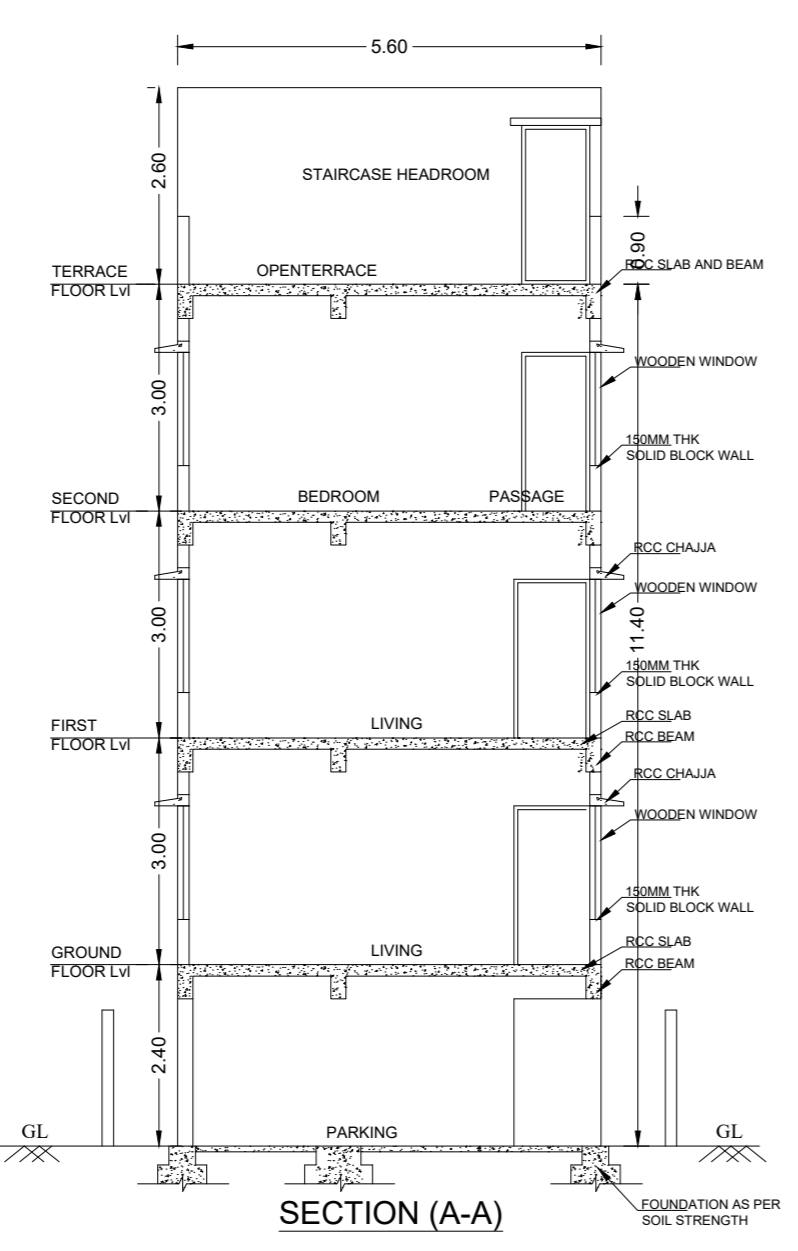 5.60
2.60
STAIRCASE HEADROOM
0.90
TERRACE
FLOOR Lvl
OPENTERRACE
RCC SLAB AND BEAM
3.00
WOODEN WINDOW
150MM THK
SOLID BLOCK WALL
SECOND
FLOOR Lvl
BEDROOM
PASSAGE
RCC CHAJJA
WOODEN WINDOW
3.00
11.40
150MM THK
SOLID BLOCK WALL
FIRST
FLOOR Lvl
LIVING
RCC SLAB
RCC BEAM
RCC CHAJJA
WOODEN WINDOW
3.00
150MM THK
SOLID BLOCK WALL
GROUND
FLOOR Lvl
LIVING
RCC SLAB
RCC BEAM
2.40
GL
PARKING
GL
SECTION (A-A)
FOUNDATION AS PER
SOIL STRENGTH